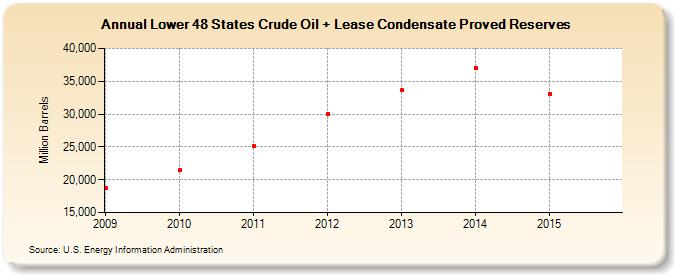 Annual Lower 48 States Crude Oil + Lease Condensate Proved Reserves
Million Barrels
40,000
35,000
30,000
25,000
20,000
15,000
2009 2010 2011 2012 2013 2014 2015
Source: U.S. Energy Information Administration